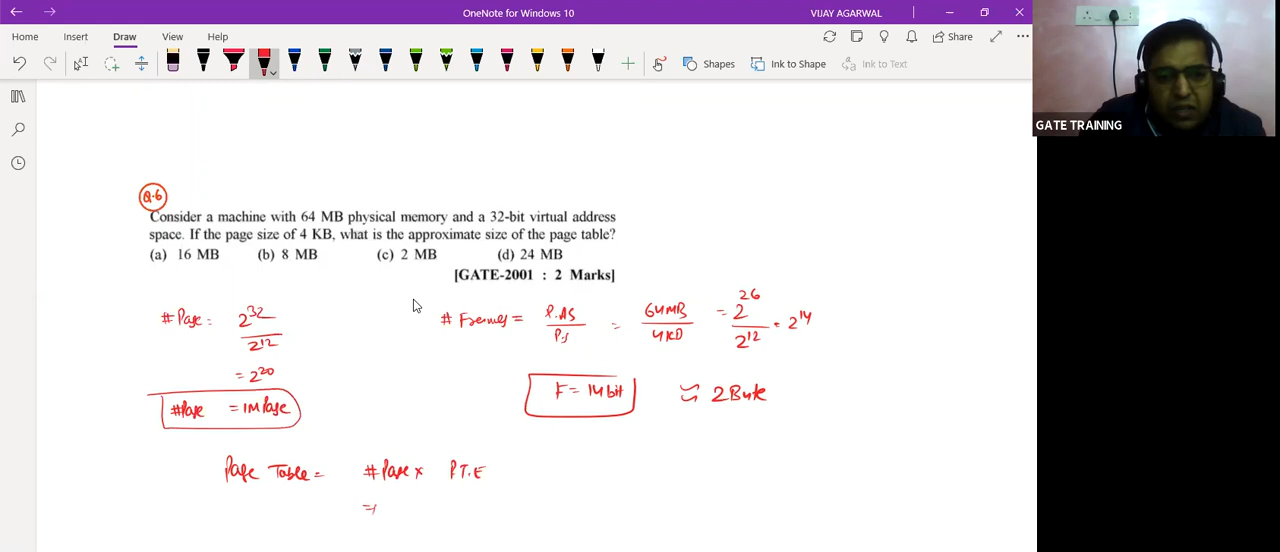 OneNote for Windows 10
VIJAY AGARWAL
Home Insert Draw View Help
Share
Shapes
Ink to Shape
Ink to Text
GATE TRAINING
Q.6
Consider a machine with 64 MB physical memory and a 32-bit virtual address
space. If the page size of 4 KB, what is the approximate size of the page table?
(a) 16 MB (b) 8 MB (c) 2 MB (d) 24 MB
[GATE-2001 : 2 Marks]
#Page = 2^32 / 2^12
= 2^20
#Page = 1M Page
# Frames = P.AS / P.S = 64MB / 4KB = 2^26 / 2^12 = 2^14
F = 14 bit ≈ 2 Byte
Page Table = #Page x P.T.E
=